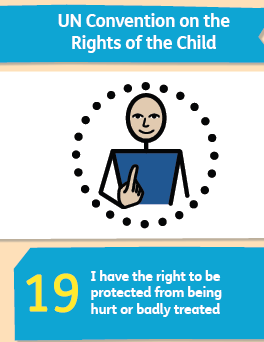 UN Convention on the
Rights of the Child
19
I have the right to be
protected from being
hurt or badly treated